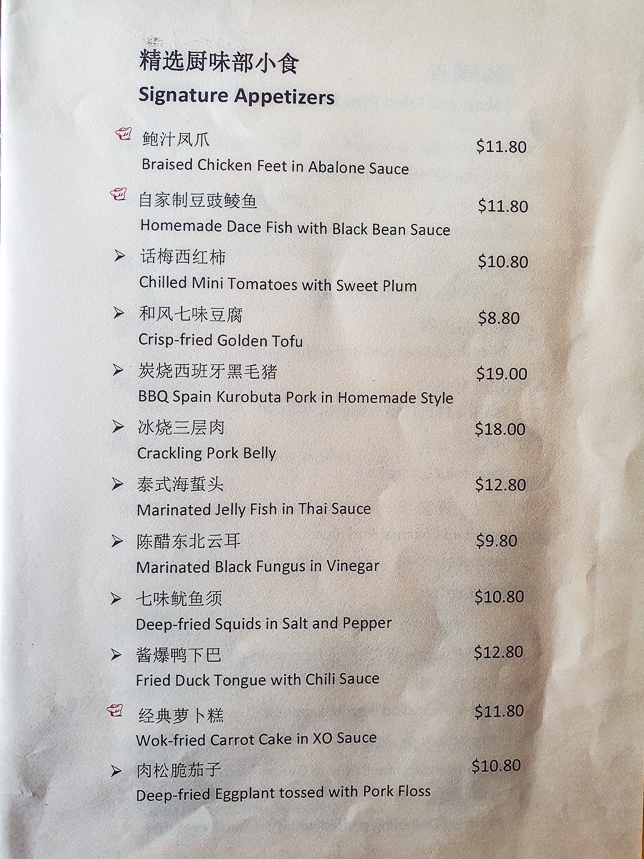 精选厨味部小食
Signature Appetizers
鲍汁凤爪 $11.80
Braised Chicken Feet in Abalone Sauce
自家制豆豉鲮鱼 $11.80
Homemade Dace Fish with Black Bean Sauce
话梅西红柿 $10.80
Chilled Mini Tomatoes with Sweet Plum
和风七味豆腐 $8.80
Crisp-fried Golden Tofu
炭烧西班牙黑毛猪 $19.00
BBQ Spain Kurobuta Pork in Homemade Style
冰烧三层肉 $18.00
Crackling Pork Belly
泰式海蜇头 $12.80
Marinated Jelly Fish in Thai Sauce
陈醋东北云耳 $9.80
Marinated Black Fungus in Vinegar
七味鱿鱼须 $10.80
Deep-fried Squids in Salt and Pepper
酱爆鸭下巴 $12.80
Fried Duck Tongue with Chili Sauce
经典萝卜糕 $11.80
Wok-fried Carrot Cake in XO Sauce
肉松脆茄子 $10.80
Deep-fried Eggplant tossed with Pork Floss